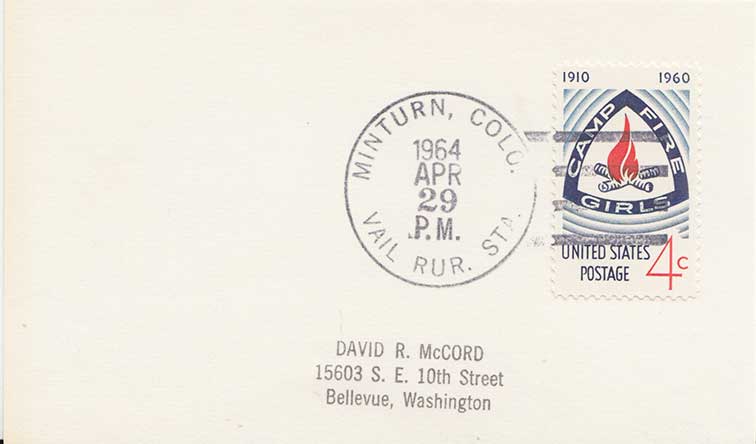 MINTURN, COLO.
1964
APR
29
P.M.
VAIL RUR. STA.
1910 1960
CAMP FIRE
GIRLS
UNITED STATES
POSTAGE 4c
DAVID R. McCORD
15603 S. E. 10th Street
Bellevue, Washington